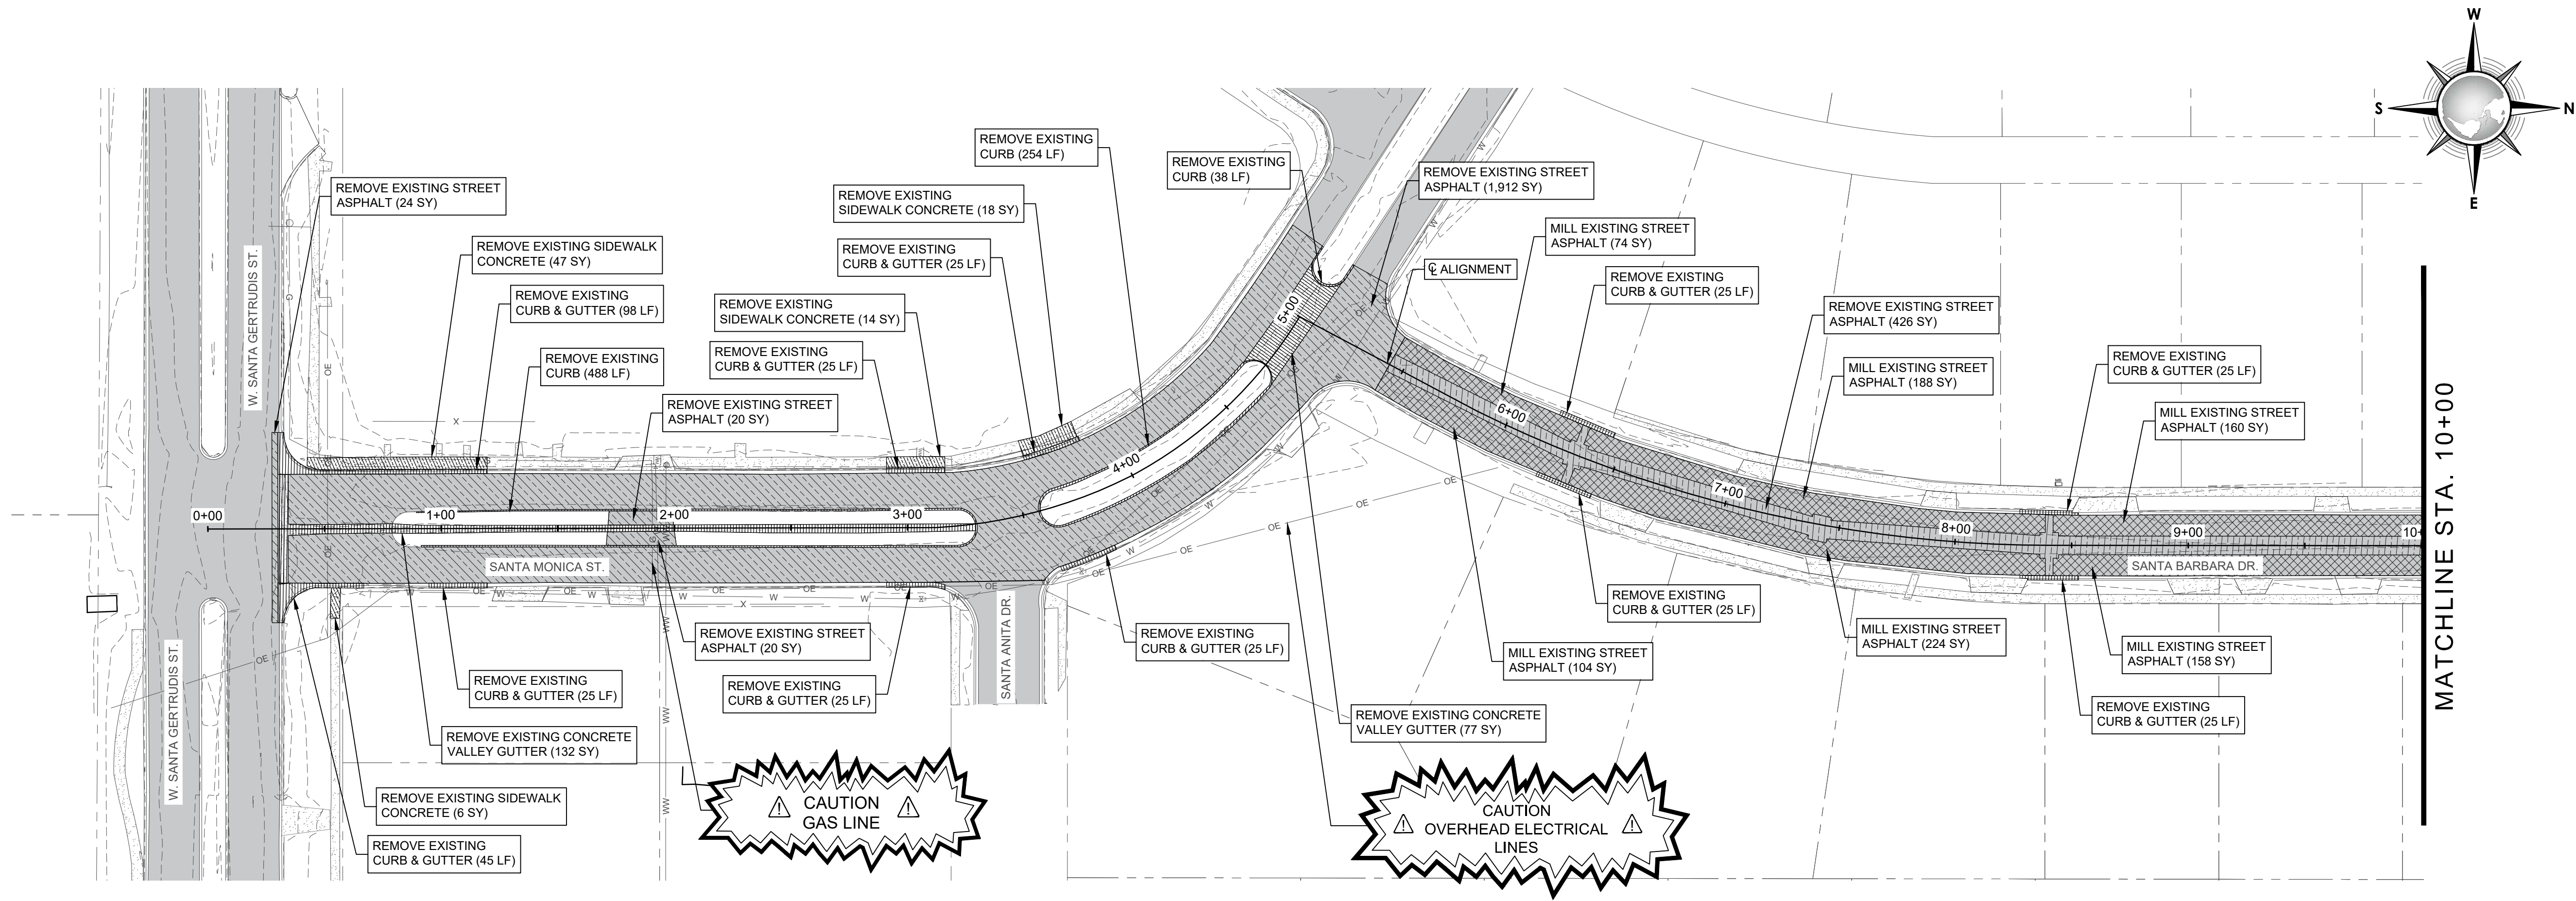 W
S
N
E
REMOVE EXISTING
CURB (254 LF)
REMOVE EXISTING
CURB (38 LF)
REMOVE EXISTING STREET
ASPHALT (1,912 SY)
REMOVE EXISTING STREET
ASPHALT (24 SY)
REMOVE EXISTING
SIDEWALK CONCRETE (18 SY)
MILL EXISTING STREET
ASPHALT (74 SY)
REMOVE EXISTING SIDEWALK
CONCRETE (47 SY)
REMOVE EXISTING
CURB & GUTTER (25 LF)
℄ ALIGNMENT
REMOVE EXISTING
CURB & GUTTER (25 LF)
REMOVE EXISTING
CURB & GUTTER (98 LF)
REMOVE EXISTING
SIDEWALK CONCRETE (14 SY)
REMOVE EXISTING STREET
ASPHALT (426 SY)
REMOVE EXISTING
CURB & GUTTER (25 LF)
REMOVE EXISTING
CURB (488 LF)
MILL EXISTING STREET
ASPHALT (188 SY)
REMOVE EXISTING
CURB & GUTTER (25 LF)
REMOVE EXISTING STREET
ASPHALT (20 SY)
MILL EXISTING STREET
ASPHALT (160 SY)
W. SANTA GERTRUDIS ST.
W. SANTA GERTRUDIS ST.
0+00
1+00
2+00
3+00
4+00
5+00
6+00
7+00
8+00
9+00
10+
SANTA MONICA ST.
SANTA ANITA DR.
SANTA BARBARA DR.
MATCHLINE STA. 10+00
REMOVE EXISTING
CURB & GUTTER (25 LF)
REMOVE EXISTING STREET
ASPHALT (20 SY)
REMOVE EXISTING
CURB & GUTTER (25 LF)
MILL EXISTING STREET
ASPHALT (104 SY)
MILL EXISTING STREET
ASPHALT (224 SY)
MILL EXISTING STREET
ASPHALT (158 SY)
REMOVE EXISTING
CURB & GUTTER (25 LF)
REMOVE EXISTING
CURB & GUTTER (25 LF)
REMOVE EXISTING
CURB & GUTTER (25 LF)
REMOVE EXISTING CONCRETE
VALLEY GUTTER (77 SY)
REMOVE EXISTING CONCRETE
VALLEY GUTTER (132 SY)
REMOVE EXISTING SIDEWALK
CONCRETE (6 SY)
REMOVE EXISTING
CURB & GUTTER (45 LF)
CAUTION
GAS LINE
CAUTION
OVERHEAD ELECTRICAL
LINES
OE
OE
OE
OE
OE
OE
OE
OE
W
W
W
W
W
WW
WW
WW
X
X
G
G